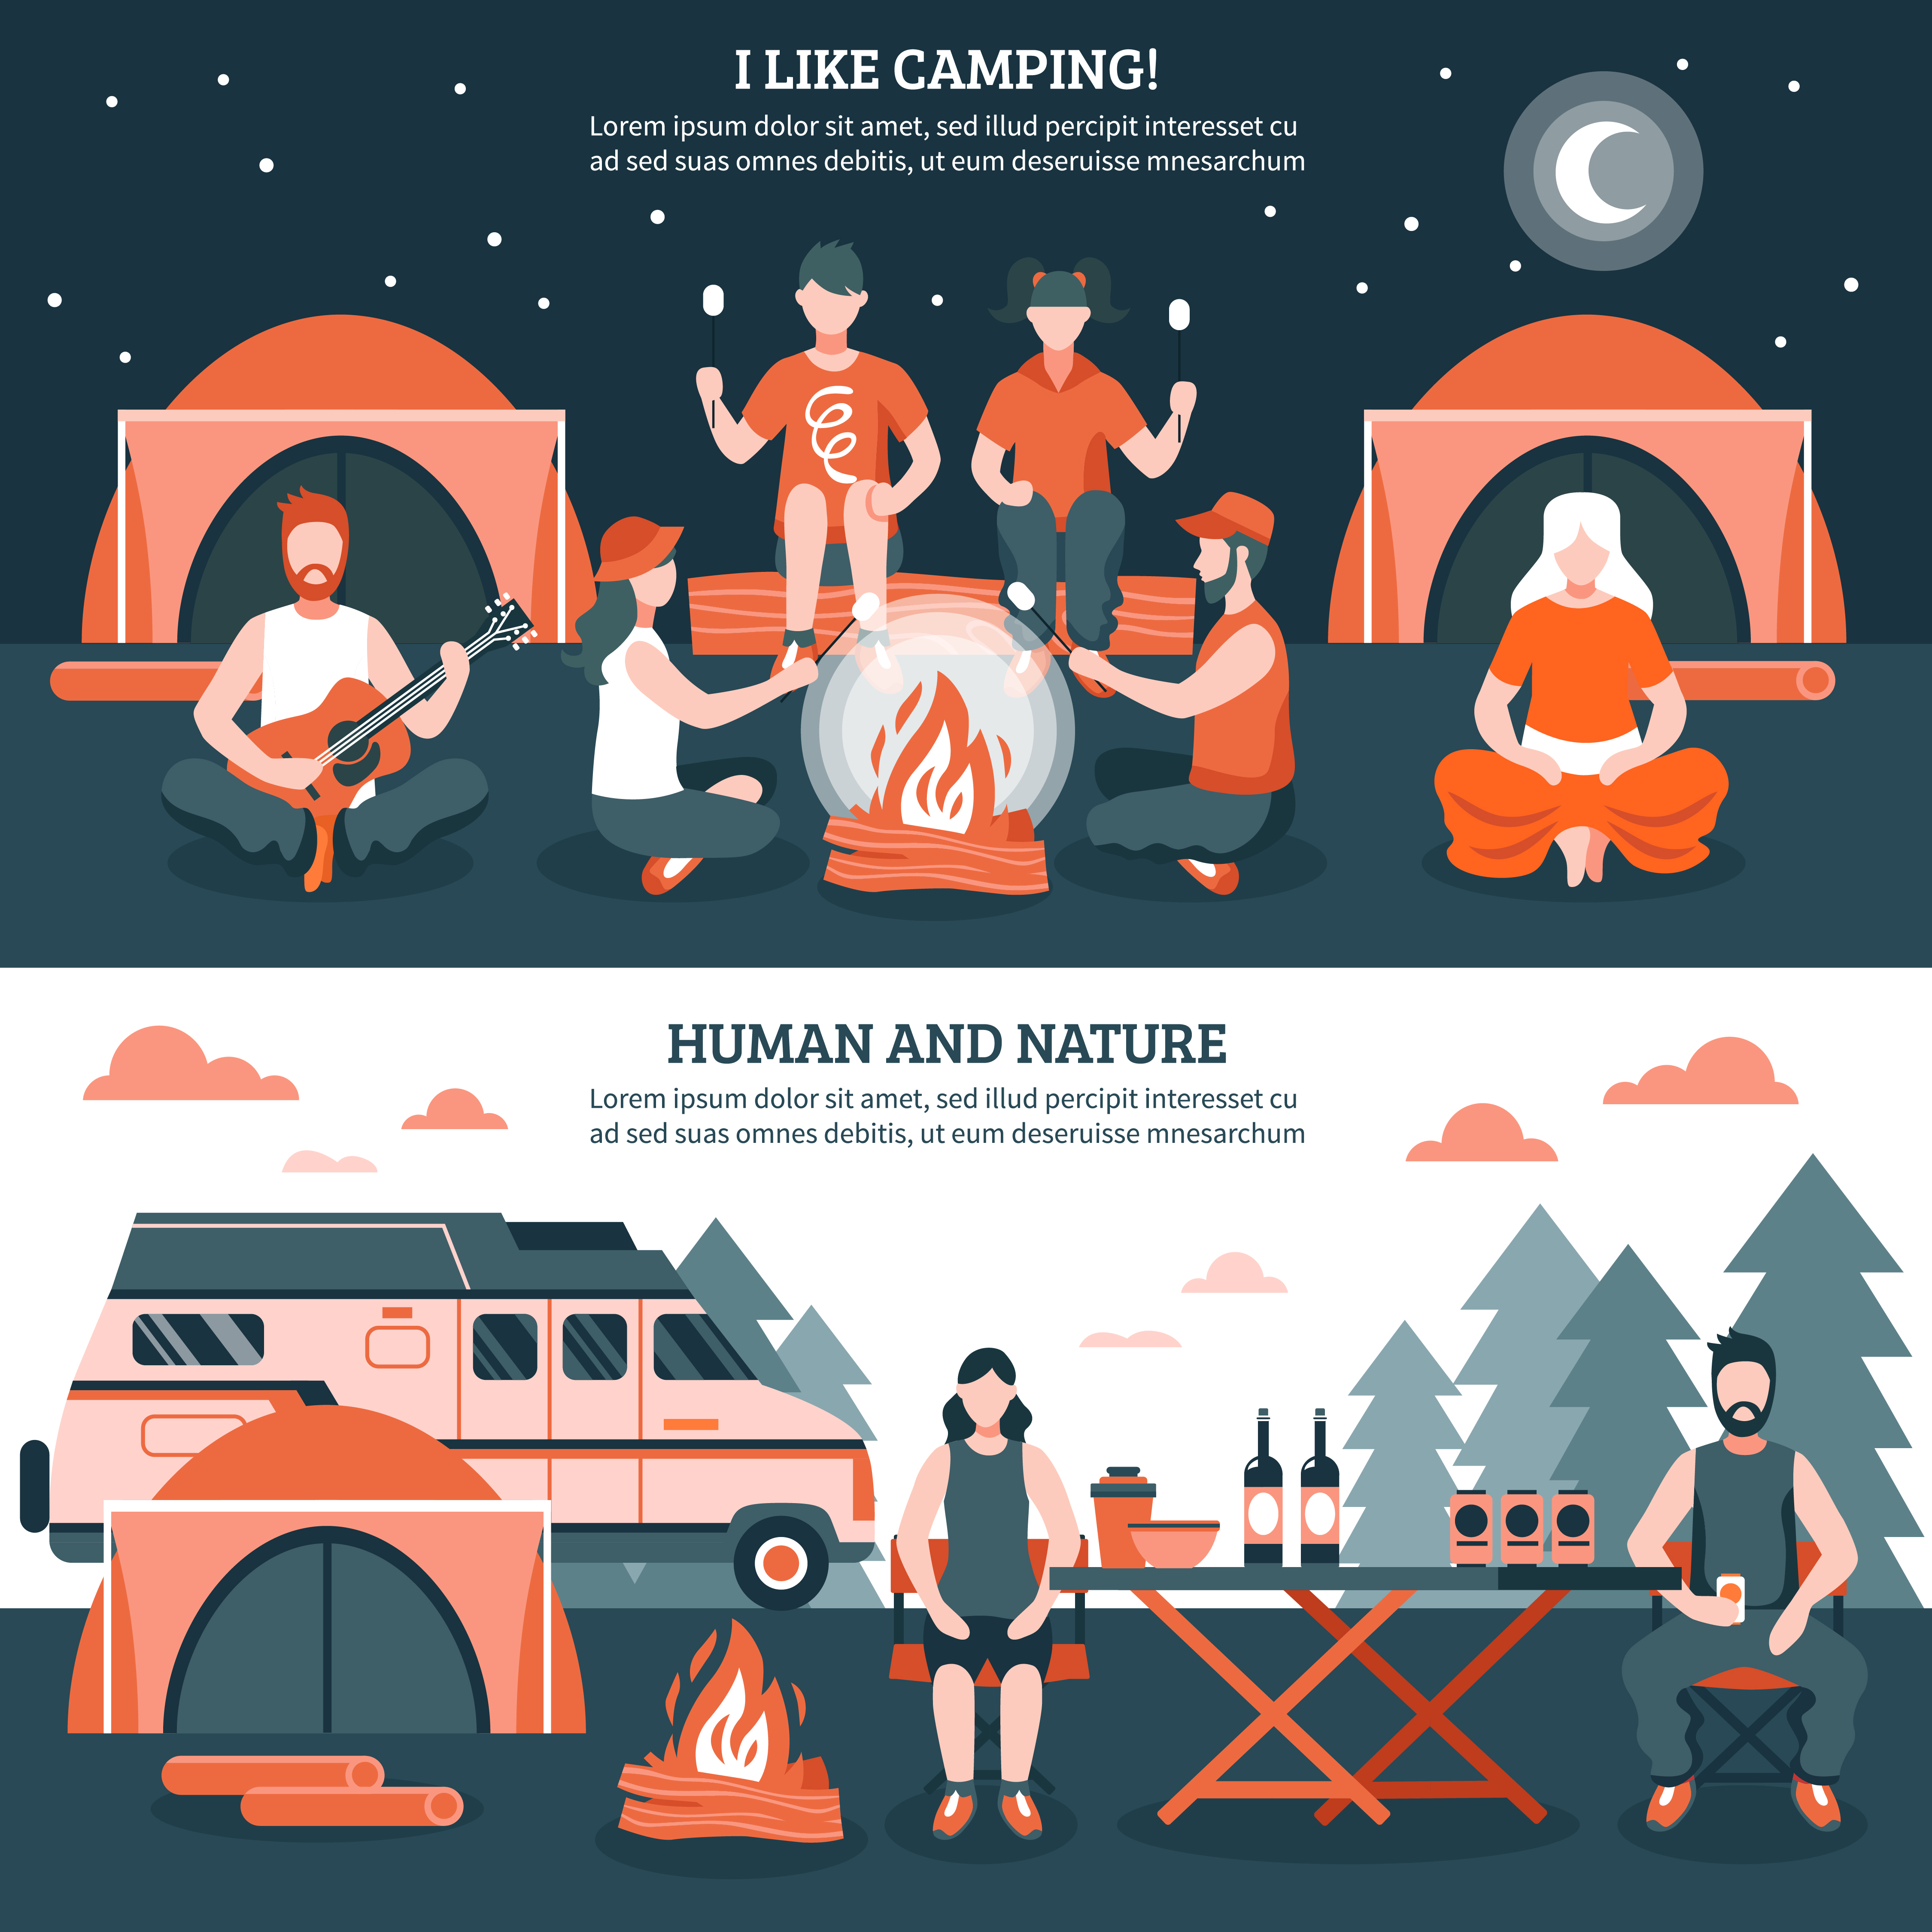 I LIKE CAMPING!
Lorem ipsum dolor sit amet, sed illud percipit interesset cu
ad sed suas omnes debitis, ut eum deseruisse mnesarchum
HUMAN AND NATURE
Lorem ipsum dolor sit amet, sed illud percipit interesset cu
ad sed suas omnes debitis, ut eum deseruisse mnesarchum